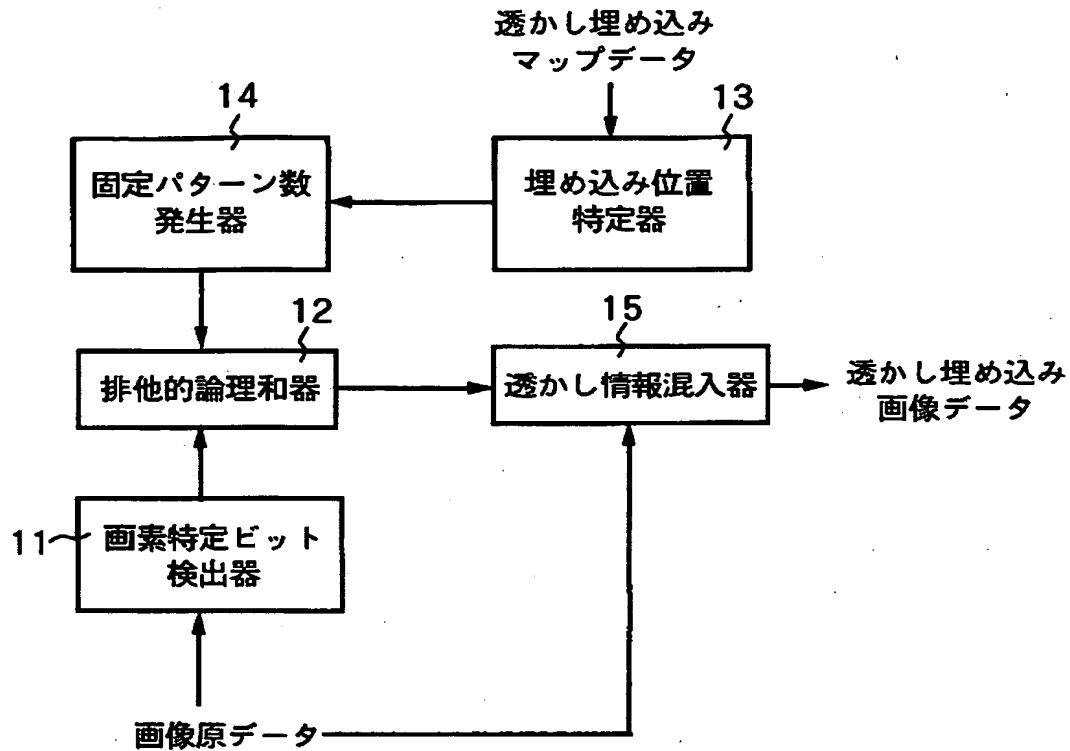 透かし埋め込み
マップデータ
14
13
固定パターン数
発生器
埋め込み位置
特定器
12
15
排他的論理和器
透かし情報混入器
透かし埋め込み
画像データ
11
画素特定ビット
検出器
画像原データ